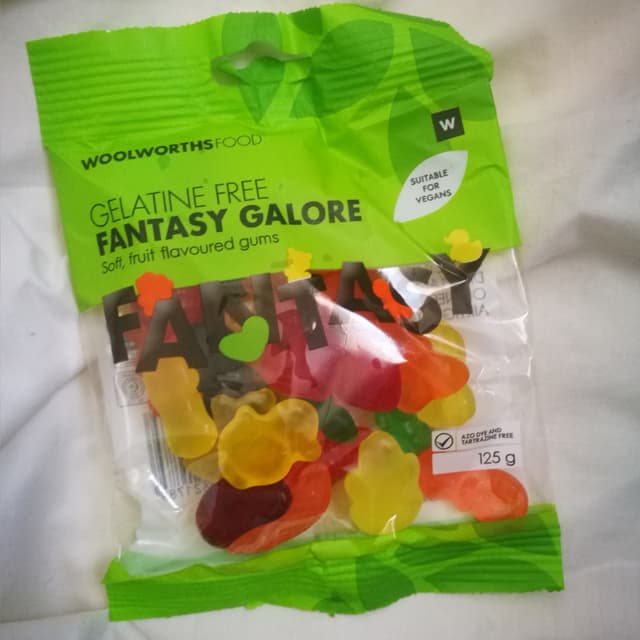 WOOLWORTHSFOOD
W
SUITABLE
FOR
VEGANS
GELATINE FREE
FANTASY GALORE
Soft, fruit flavoured gums
FANTASY
AZO DYE AND
TARTRAZINE FREE
125 g